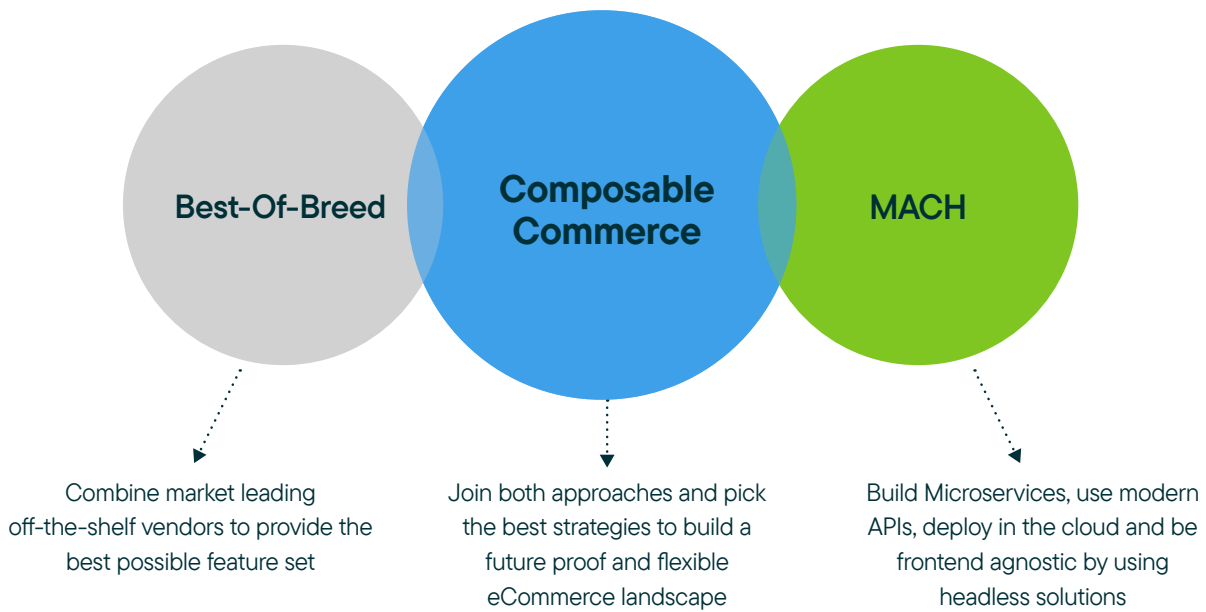 Best-Of-Breed
Composable
Commerce
MACH
Combine market leading
off-the-shelf vendors to provide the
best possible feature set
Join both approaches and pick
the best strategies to build a
future proof and flexible
eCommerce landscape
Build Microservices, use modern
APIs, deploy in the cloud and be
frontend agnostic by using
headless solutions